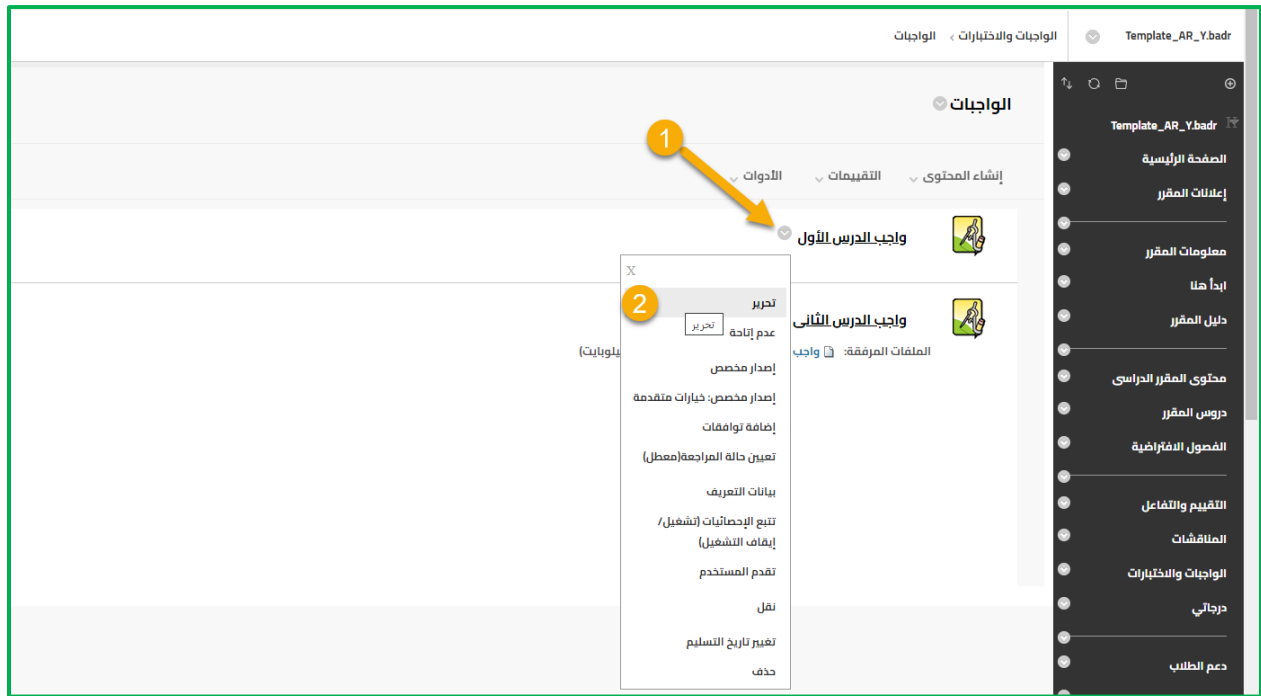 Template_AR_Y.badr
الواجبات والاختبارات › الواجبات
Template_AR_Y.badr
الصفحة الرئيسية
إعلانات المقرر
معلومات المقرر
ابدأ هنا
دليل المقرر
محتوى المقرر الدراسى
دروس المقرر
الفصول الافتراضية
التقييم والتفاعل
المناقشات
الواجبات والاختبارات
درجاتي
دعم الطلاب
الواجبات
إنشاء المحتوى التقييمات الأدوات
1
واجب الدرس الأول
واجب الدرس الثانى
الملفات المرفقة: واجب
يلوبايت)
X
2
تحرير
تحرير
عدم إتاحة
إصدار مخصص
إصدار مخصص: خيارات متقدمة
إضافة توافقات
تعيين حالة المراجعة(معطل)
بيانات التعريف
تتبع الإحصائيات (تشغيل/
إيقاف التشغيل)
تقدم المستخدم
نقل
تغيير تاريخ التسليم
حذف